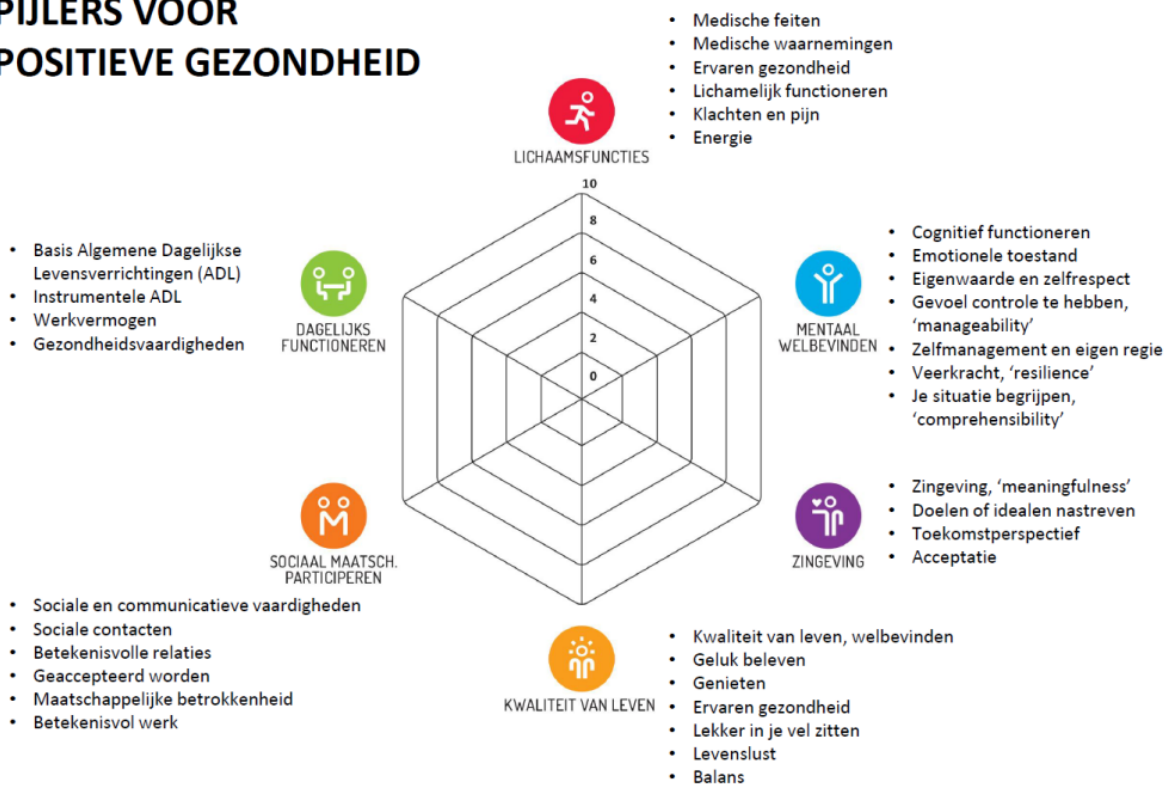 PIJLERS VOOR
POSITIEVE GEZONDHEID
• Medische feiten
• Medische waarnemingen
• Ervaren gezondheid
• Lichamelijk functioneren
• Klachten en pijn
• Energie
LICHAAMSFUNCTIES
10
8
6
4
2
0
• Cognitief functioneren
• Emotionele toestand
• Eigenwaarde en zelfrespect
• Gevoel controle te hebben,
‘manageability’
• Zelfmanagement en eigen regie
• Veerkracht, ‘resilience’
• Je situatie begrijpen,
‘comprehensibility’
MENTAAL
WELBEVINDEN
• Zingeving, ‘meaningfulness’
• Doelen of idealen nastreven
• Toekomstperspectief
• Acceptatie
ZINGEVING
• Kwaliteit van leven, welbevinden
• Geluk beleven
• Genieten
• Ervaren gezondheid
• Lekker in je vel zitten
• Levenslust
• Balans
KWALITEIT VAN LEVEN
SOCIAAL MAATSCH.
PARTICIPEREN
• Sociale en communicatieve vaardigheden
• Sociale contacten
• Betekenisvolle relaties
• Geaccepteerd worden
• Maatschappelijke betrokkenheid
• Betekenisvol werk
• Basis Algemene Dagelijkse
Levensverrichtingen (ADL)
• Instrumentele ADL
• Werkvermogen
• Gezondheidsvaardigheden
DAGELIJKS
FUNCTIONEREN